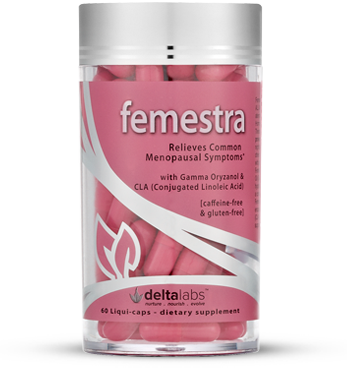 femestra
Relieves Common
Menopausal Symptoms*
with Gamma Oryzanol &
CLA (Conjugated Linoleic Acid)
[caffeine-free
& gluten-free]
deltalabs™
nurture . nourish . evolve
60 Liqui-caps - dietary supplement